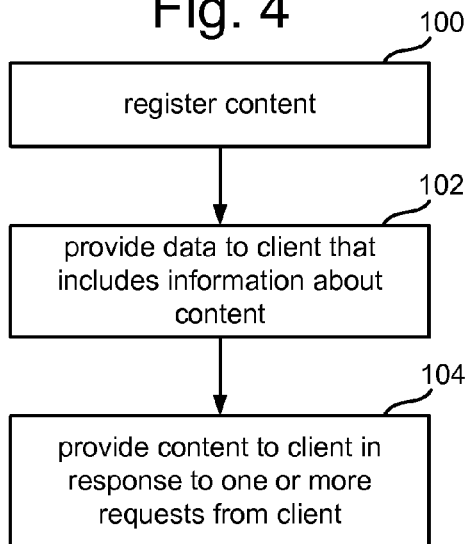 Fig. 4
100
register content
102
provide data to client that
includes information about
content
104
provide content to client in
response to one or more
requests from client